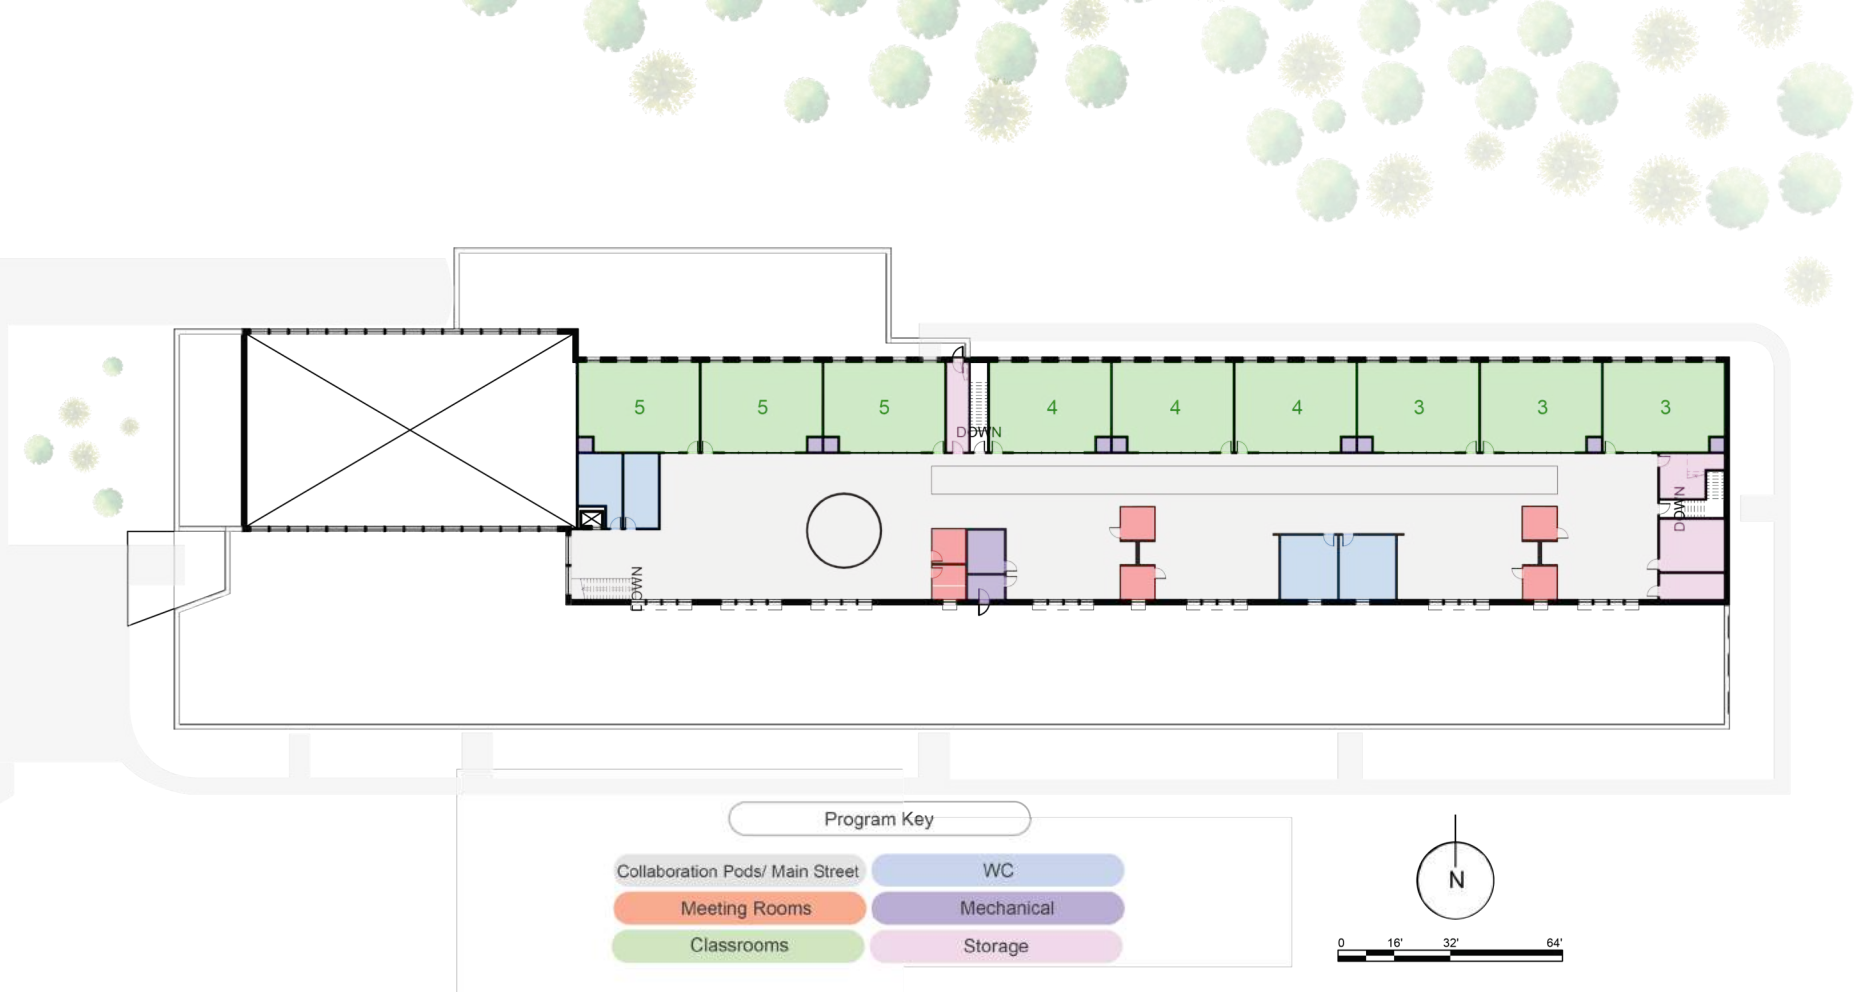 5 5 5 4 4 4 3 3 3
DOWN
DOWN
DOWN
Program Key
Collaboration Pods/ Main Street WC
Meeting Rooms Mechanical
Classrooms Storage
N
0 16' 32' 64'